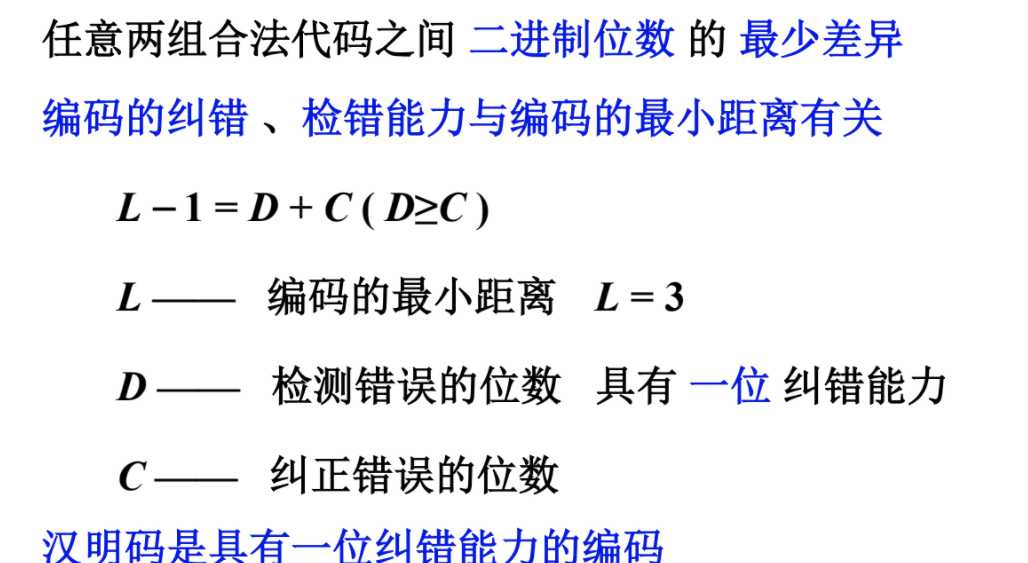 任意两组合法代码之间 二进制位数 的 最少差异
编码的纠错 、检错能力与编码的最小距离有关
L − 1 = D + C ( D≥C )
L —— 编码的最小距离 L = 3
D —— 检测错误的位数 具有 一位 纠错能力
C —— 纠正错误的位数
汉明码是具有一位纠错能力的编码